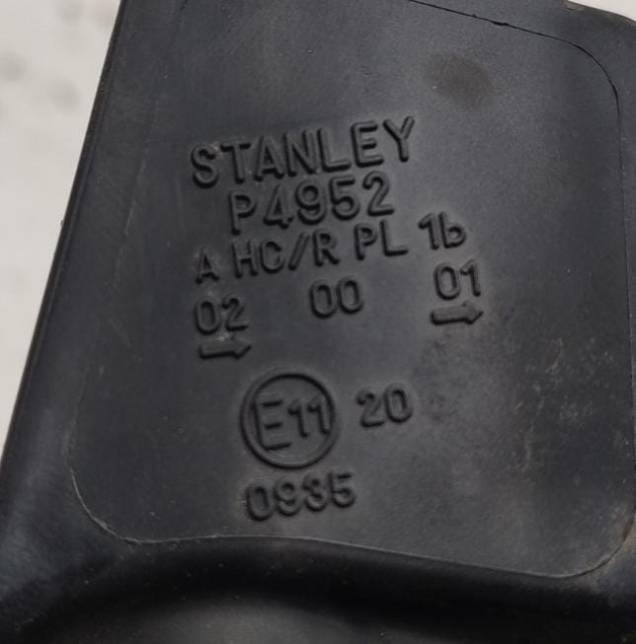 STANLEY
P4952
A HC/R PL 1b
02 00 01
→ →
E11 20
0935